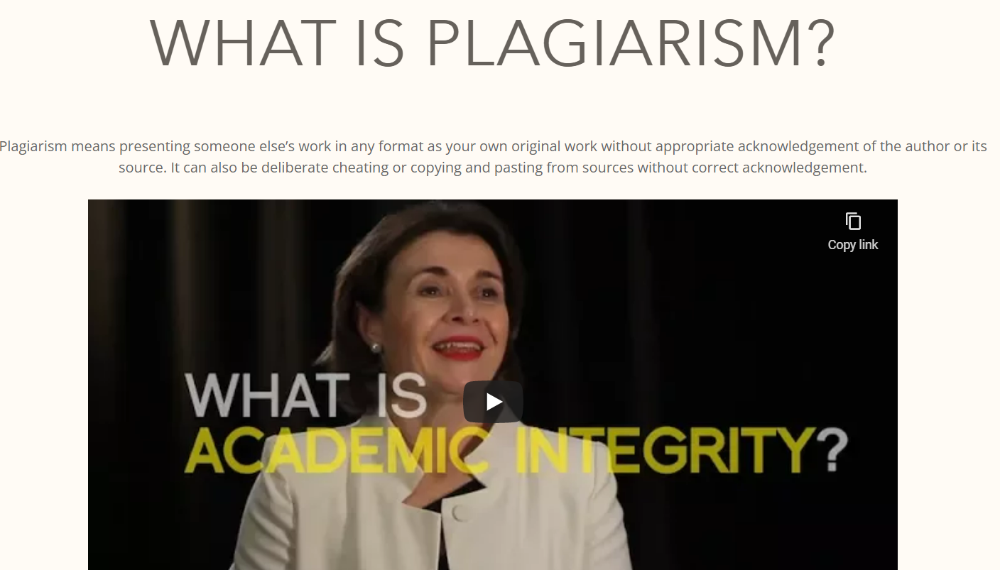 WHAT IS PLAGIARISM?
Plagiarism means presenting someone else’s work in any format as your own original work without appropriate acknowledgement of the author or its
source. It can also be deliberate cheating or copying and pasting from sources without correct acknowledgement.
Copy link
WHAT IS
ACADEMIC INTEGRITY?